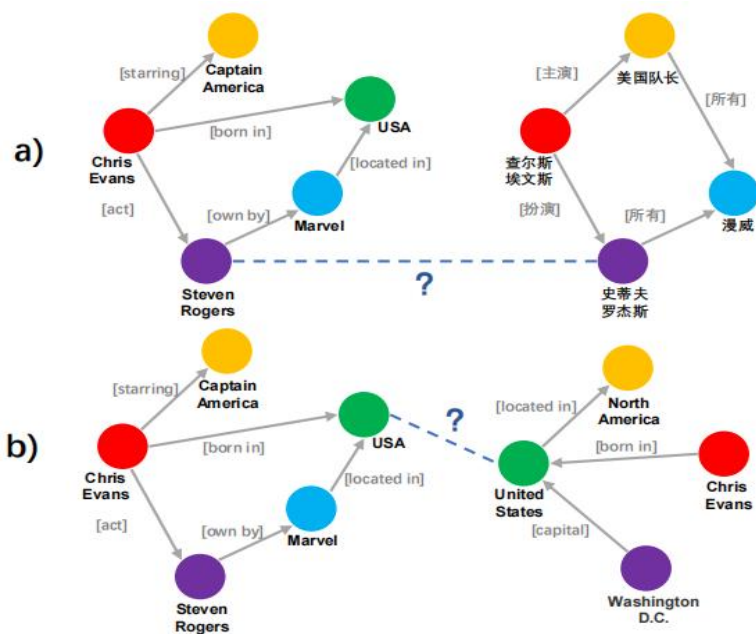 a)
[starring]
Captain
America
[born in]
USA
Chris
Evans
[located in]
[act]
[own by]
Marvel
Steven
Rogers
?
[主演]
美国队长
[所有]
查尔斯
埃文斯
[扮演]
[所有]
漫威
史蒂夫
罗杰斯
b)
[starring]
Captain
America
[born in]
USA
Chris
Evans
[located in]
[act]
[own by]
Marvel
Steven
Rogers
?
[located in]
North
America
[born in]
United
States
Chris
Evans
[capital]
Washington
D.C.